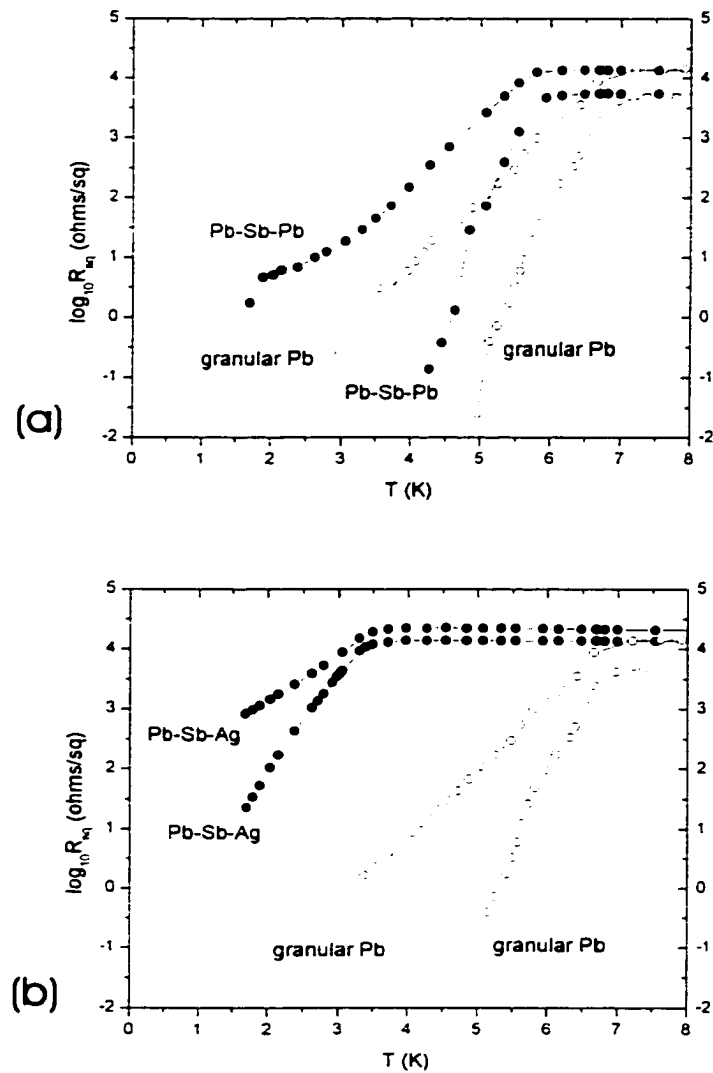 5
5
4
4
3
3
2
2
1
1
0
0
-1
-1
-2
-2
log10Rsq (ohms/sq)
Pb-Sb-Pb
granular Pb
granular Pb
Pb-Sb-Pb
(a)
0 1 2 3 4 5 6 7 8
T (K)
5
5
4
4
3
3
2
2
1
1
0
0
-1
-1
-2
-2
log10Rsq (ohms/sq)
Pb-Sb-Ag
Pb-Sb-Ag
granular Pb
granular Pb
(b)
0 1 2 3 4 5 6 7 8
T (K)